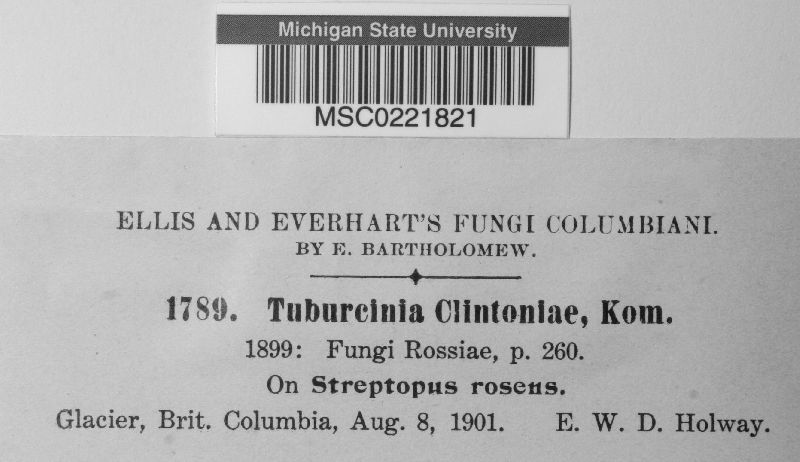 Michigan State University
MSC0221821
ELLIS AND EVERHART'S FUNGI COLUMBIANI.
BY E. BARTHOLOMEW.
1789. Tuburcinia Clintoniae, Kom.
1899: Fungi Rossiae, p. 260.
On Streptopus roseus.
Glacier, Brit. Columbia, Aug. 8, 1901. E. W. D. Holway.